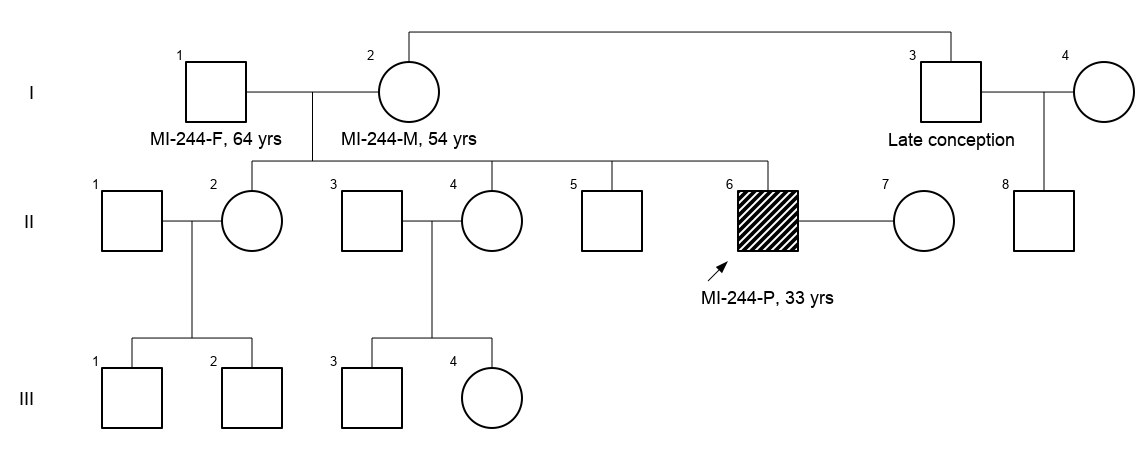 1 2 3 4
I
MI-244-F, 64 yrs MI-244-M, 54 yrs Late conception
1 2 3 4 5 6 7 8
II
MI-244-P, 33 yrs
1 2 3 4
III